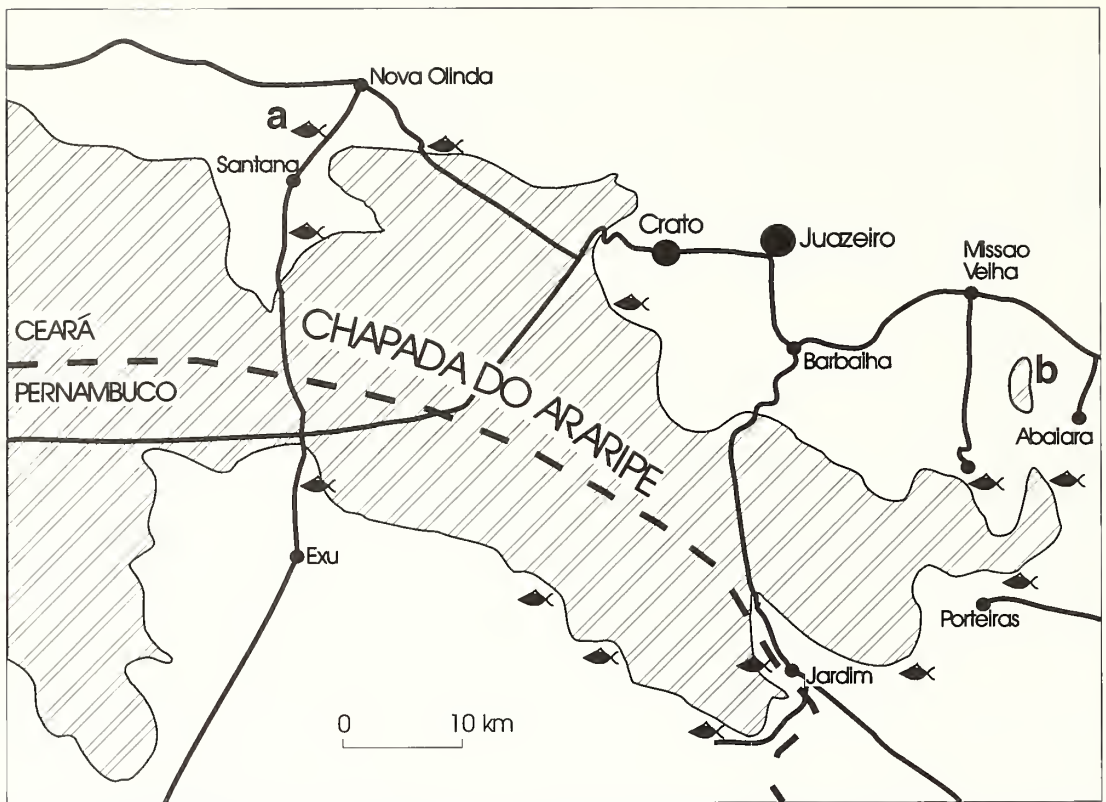 Nova Olinda
a
Santana
Crato
Juazeiro
Missao
Velha
CEARÁ
PERNAMBUCO
CHAPADA DO ARARIPE
Barbalha
b
Abaiara
Exu
Porteiras
Jardim
0 10 km